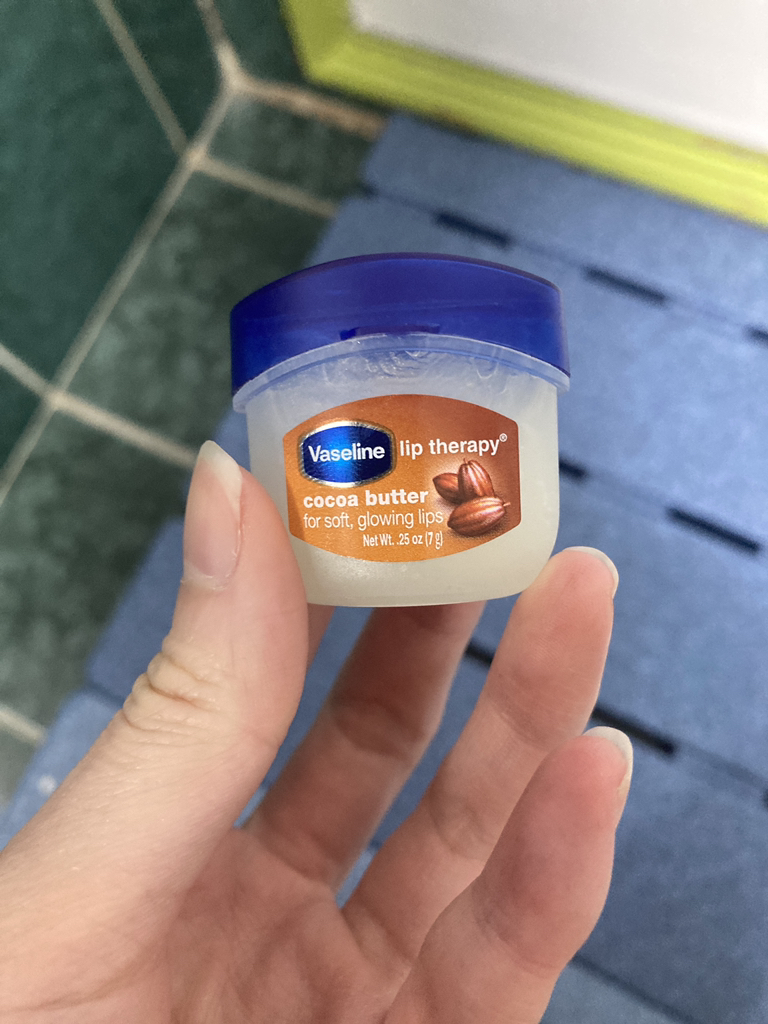 Vaseline lip therapy®
cocoa butter
for soft, glowing lips
Net Wt. .25 oz (7 g)